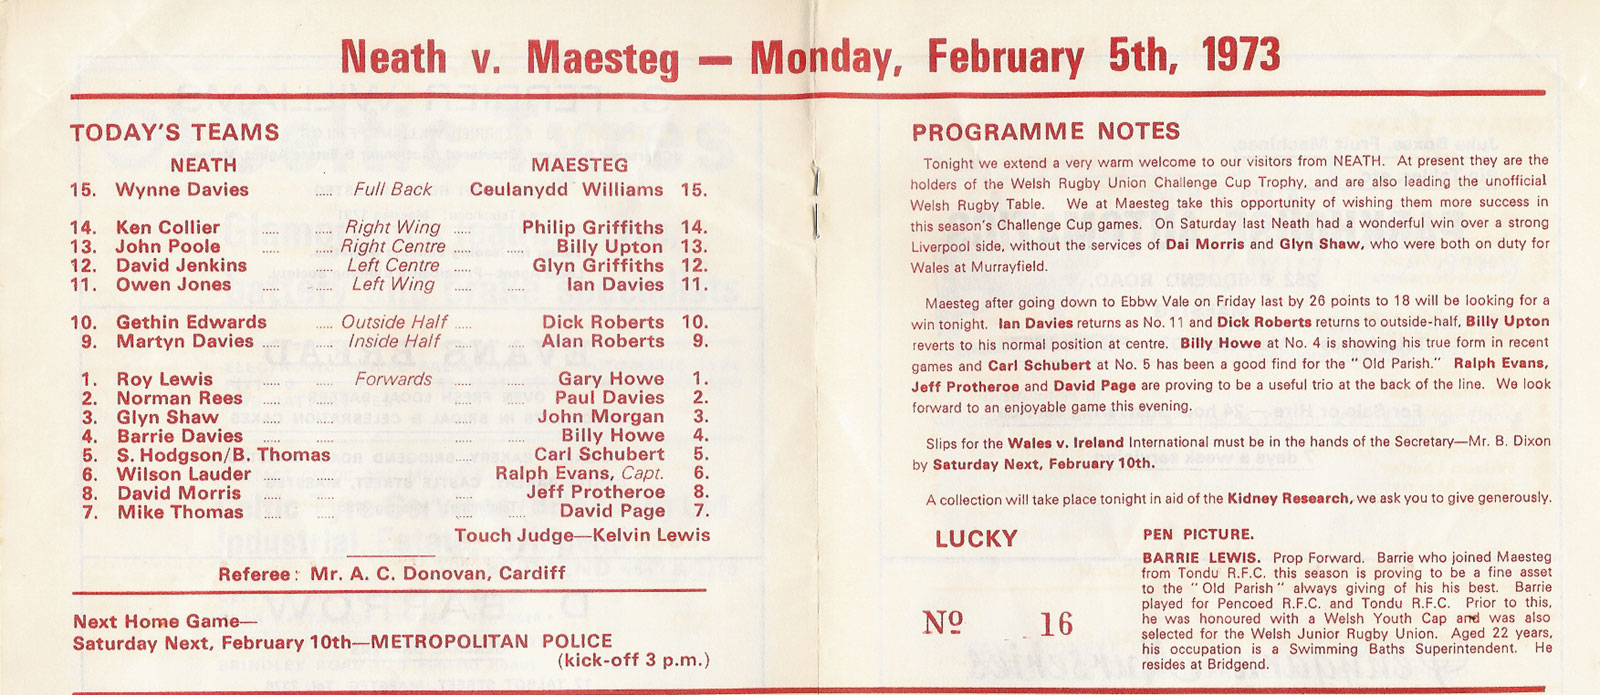 Neath v. Maesteg — Monday, February 5th, 1973
TODAY'S TEAMS
NEATH MAESTEG
15. Wynne Davies ..... Full Back Ceulanydd Williams 15.
14. Ken Collier ..... Right Wing ..... Philip Griffiths 14.
13. John Poole ..... Right Centre ..... Billy Upton 13.
12. David Jenkins ..... Left Centre ..... Glyn Griffiths 12.
11. Owen Jones ..... Left Wing ..... Ian Davies 11.
10. Gethin Edwards ..... Outside Half ..... Dick Roberts 10.
9. Martyn Davies ..... Inside Half ..... Alan Roberts 9.
1. Roy Lewis ..... Forwards ..... Gary Howe 1.
2. Norman Rees ..... ..... ..... ..... Paul Davies 2.
3. Glyn Shaw ..... ..... ..... ..... John Morgan 3.
4. Barrie Davies ..... ..... ..... ..... Billy Howe 4.
5. S. Hodgson/B. Thomas ..... Carl Schubert 5.
6. Wilson Lauder ..... ..... Ralph Evans, Capt. 6.
8. David Morris ..... ..... ..... ..... Jeff Protheroe 8.
7. Mike Thomas ..... ..... ..... ..... David Page 7.
Touch Judge—Kelvin Lewis
Referee: Mr. A. C. Donovan, Cardiff
Next Home Game—
Saturday Next, February 10th—METROPOLITAN POLICE
(kick-off 3 p.m.)
PROGRAMME NOTES
Tonight we extend a very warm welcome to our visitors from NEATH. At present they are the
holders of the Welsh Rugby Union Challenge Cup Trophy, and are also leading the unofficial
Welsh Rugby Table. We at Maesteg take this opportunity of wishing them more success in
this season's Challenge Cup games. On Saturday last Neath had a wonderful win over a strong
Liverpool side, without the services of Dai Morris and Glyn Shaw, who were both on duty for
Wales at Murrayfield.
Maesteg after going down to Ebbw Vale on Friday last by 26 points to 18 will be looking for a
win tonight. Ian Davies returns as No. 11 and Dick Roberts returns to outside-half, Billy Upton
reverts to his normal position at centre. Billy Howe at No. 4 is showing his true form in recent
games and Carl Schubert at No. 5 has been a good find for the "Old Parish." Ralph Evans,
Jeff Protheroe and David Page are proving to be a useful trio at the back of the line. We look
forward to an enjoyable game this evening.
Slips for the Wales v. Ireland International must be in the hands of the Secretary—Mr. B. Dixon
by Saturday Next, February 10th.
A collection will take place tonight in aid of the Kidney Research, we ask you to give generously.
LUCKY
Nº 16
PEN PICTURE.
BARRIE LEWIS. Prop Forward. Barrie who joined Maesteg
from Tondu R.F.C. this season is proving to be a fine asset
to the "Old Parish" always giving of his his best. Barrie
played for Pencoed R.F.C. and Tondu R.F.C. Prior to this,
he was honoured with a Welsh Youth Cap and was also
selected for the Welsh Junior Rugby Union. Aged 22 years,
his occupation is a Swimming Baths Superintendent. He
resides at Bridgend.